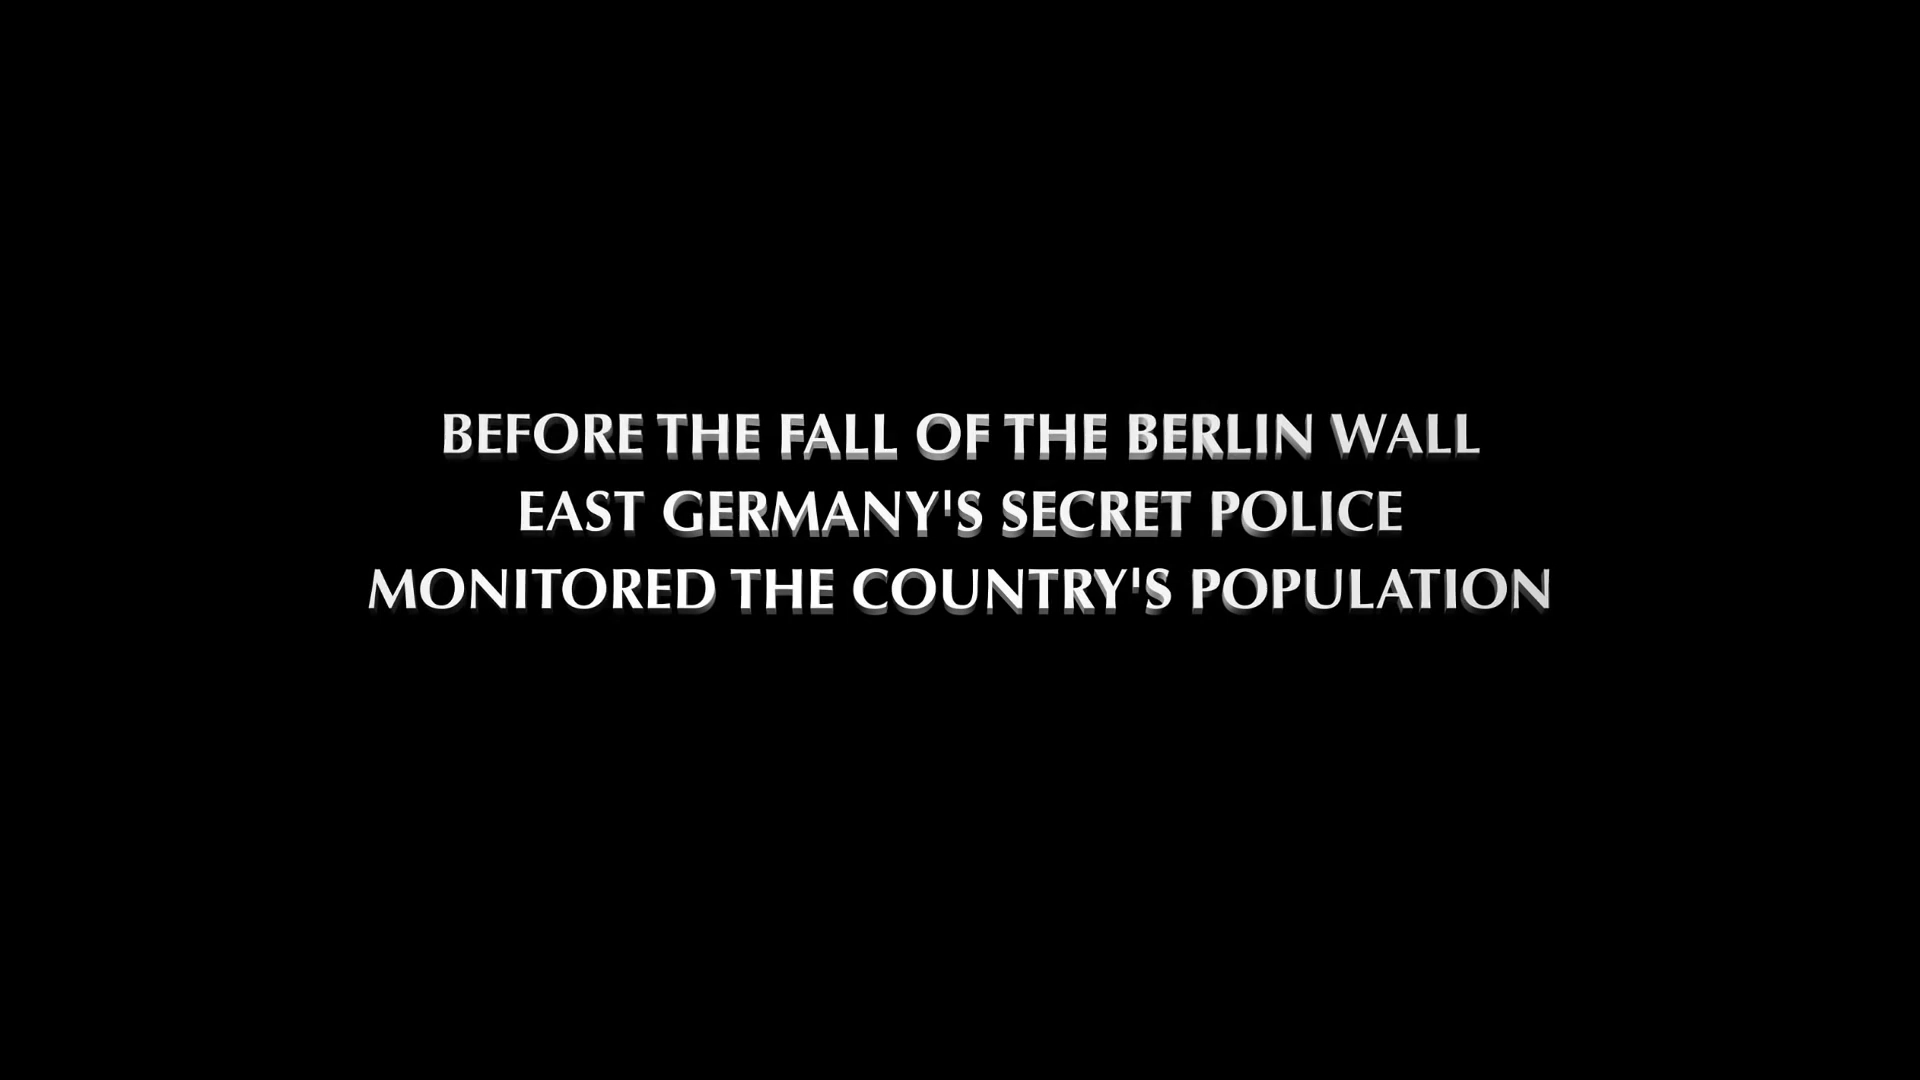 BEFORE THE FALL OF THE BERLIN WALL
EAST GERMANY'S SECRET POLICE
MONITORED THE COUNTRY'S POPULATION